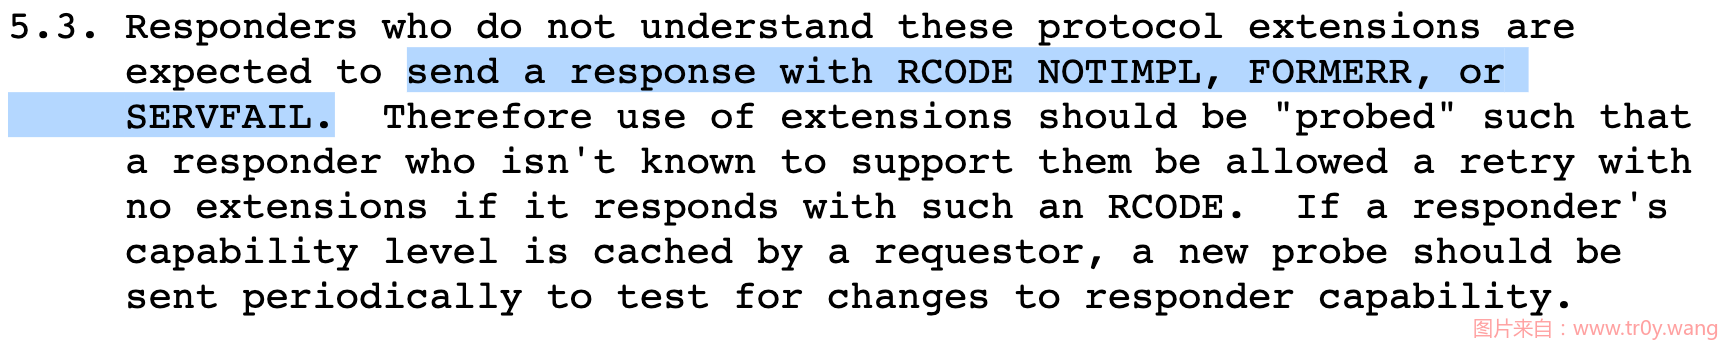 5.3. Responders who do not understand these protocol extensions are
expected to send a response with RCODE NOTIMPL, FORMERR, or
SERVFAIL.  Therefore use of extensions should be "probed" such that
a responder who isn't known to support them be allowed a retry with
no extensions if it responds with such an RCODE.  If a responder's
capability level is cached by a requestor, a new probe should be
sent periodically to test for changes to responder capability.
图片来自：www.tr0y.wang